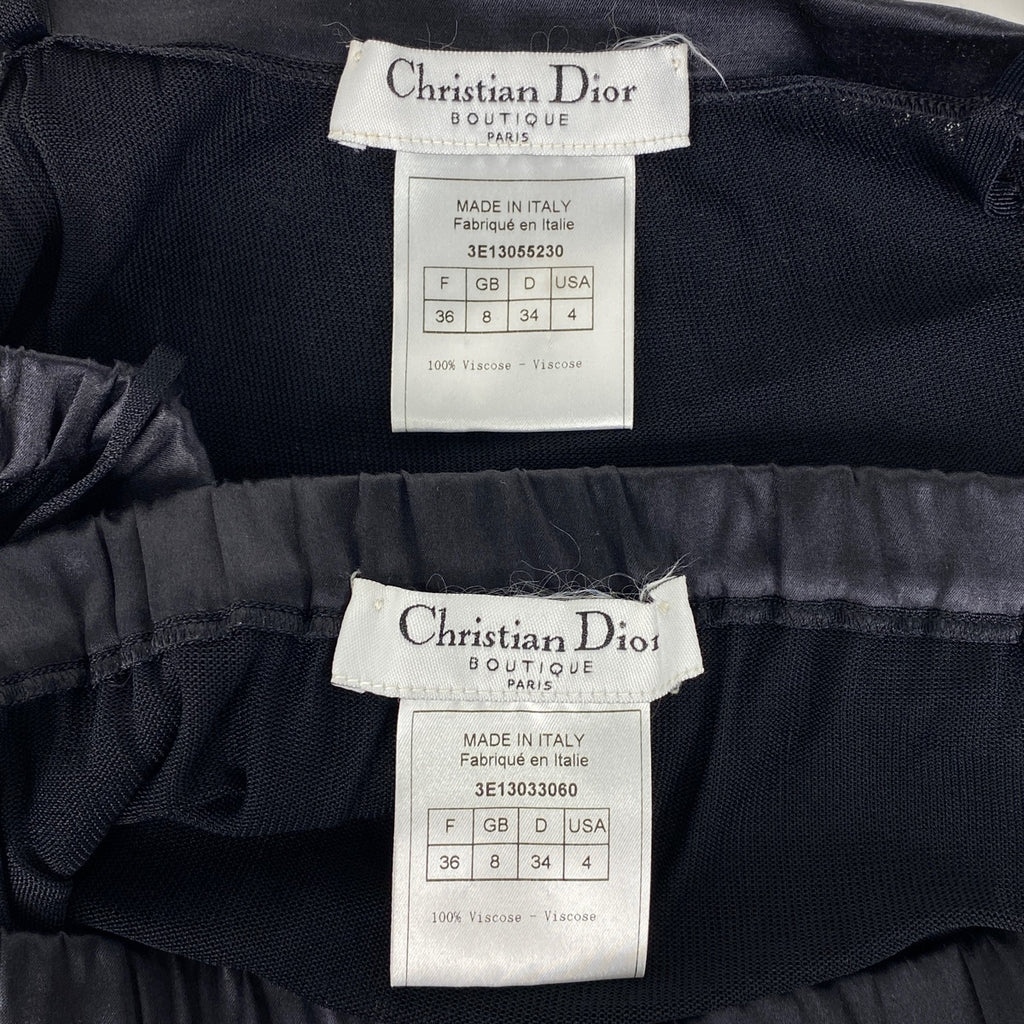 Christian Dior
BOUTIQUE
PARIS
MADE IN ITALY
Fabriqué en Italie
3E13055230
F GB D USA
36 8 34 4
100% Viscose - Viscose
Christian Dior
BOUTIQUE
PARIS
MADE IN ITALY
Fabriqué en Italie
3E13033060
F GB D USA
36 8 34 4
100% Viscose - Viscose